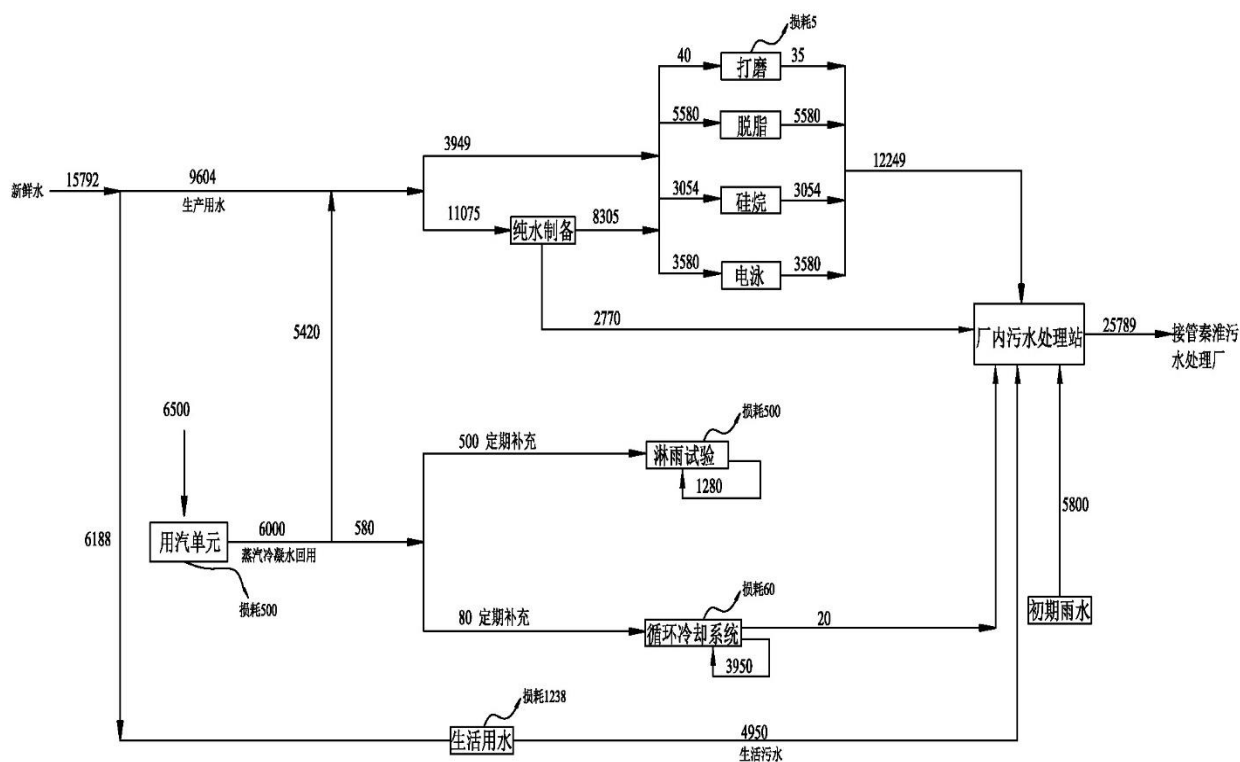 损耗5
40
打磨
35
5580
脱脂
5580
3949
12249
新鲜水
15792
9604
生产用水
3054
硅烷
3054
11075
纯水制备
8305
3580
电泳
3580
5420
2770
厂内污水处理站
25789
接管秦淮污
水处理厂
6500
损耗500
500 定期补充
淋雨试验
1280
5800
6188
用汽单元
6000
蒸汽冷凝水回用
580
损耗500
损耗60
初期雨水
80 定期补充
循环冷却系统
20
3950
损耗1238
生活用水
4950
生活污水